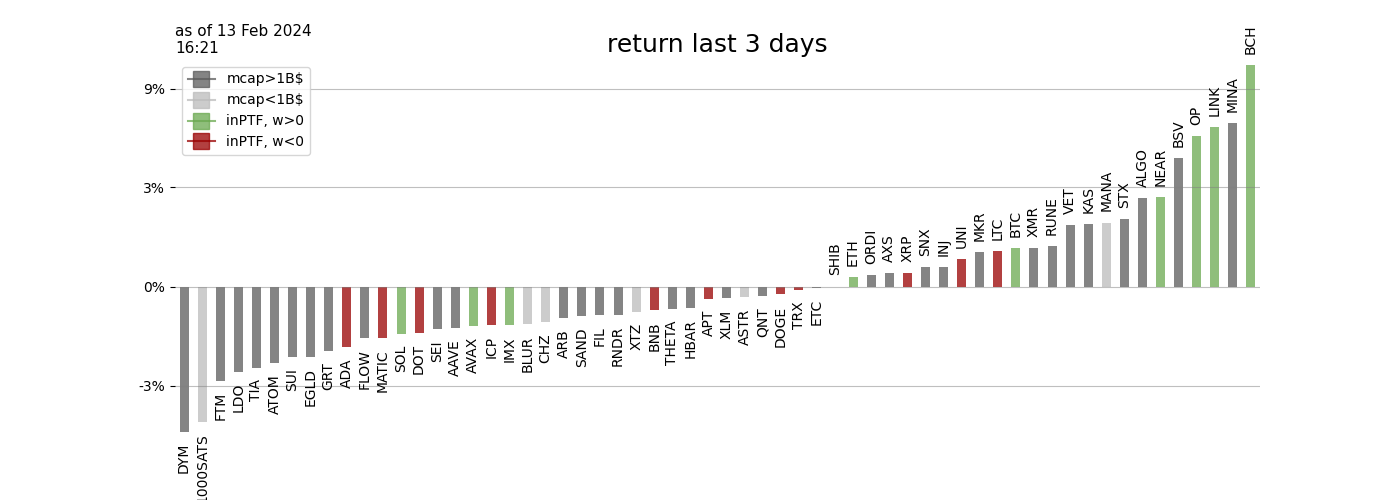 as of 13 Feb 2024
16:21
return last 3 days
mcap>1B$
mcap<1B$
inPTF, w>0
inPTF, w<0
9%
3%
0%
-3%
DYM
1000SATS
FTM
LDO
TIA
ATOM
SUI
EGLD
GRT
ADA
FLOW
MATIC
SOL
DOT
SEI
AAVE
AVAX
ICP
IMX
BLUR
CHZ
ARB
SAND
FIL
RNDR
XTZ
BNB
THETA
HBAR
APT
XLM
ASTR
QNT
DOGE
TRX
ETC
SHIB
ETH
ORDI
AXS
XRP
SNX
INJ
UNI
MKR
LTC
BTC
XMR
RUNE
VET
KAS
MANA
STX
ALGO
NEAR
BSV
OP
LINK
MINA
BCH